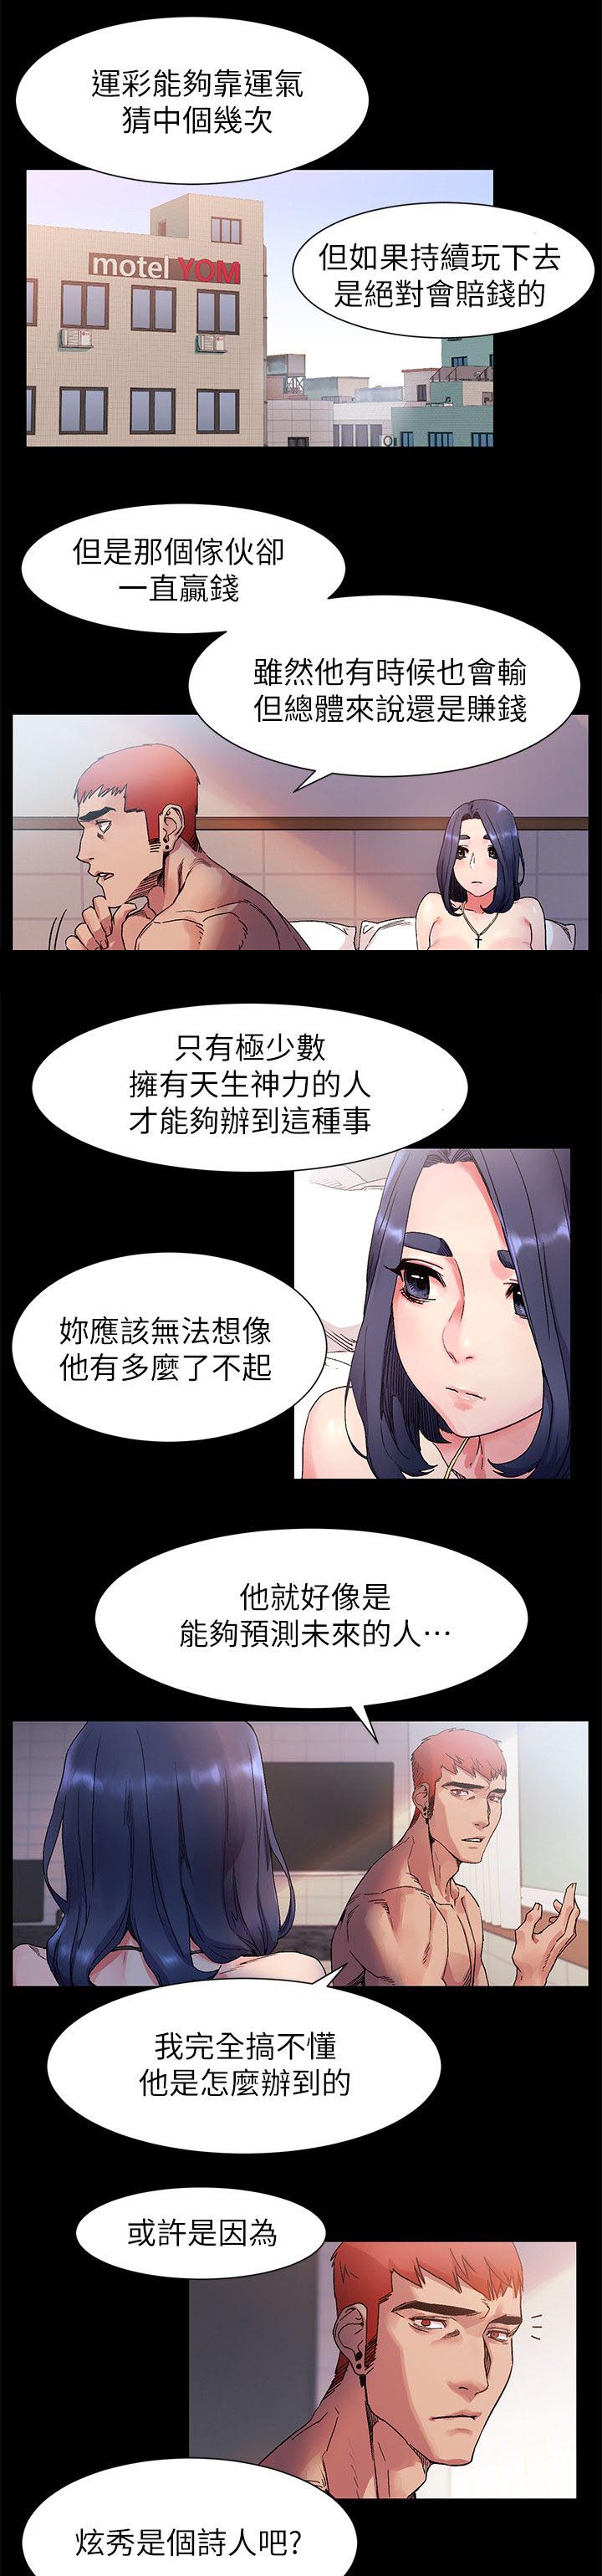 運彩能夠靠運氣
猜中個幾次
motel YOM
但如果持續玩下去
是絕對會賠錢的
但是那個傢伙卻
一直贏錢
雖然他有時候也會輸
但總體來說還是賺錢
只有極少數
擁有天生神力的人
才能夠辦到這種事
妳應該無法想像
他有多麼了不起
他就好像是
能夠預測未來的人…
我完全搞不懂
他是怎麼辦到的
或許是因為
炫秀是個詩人吧?